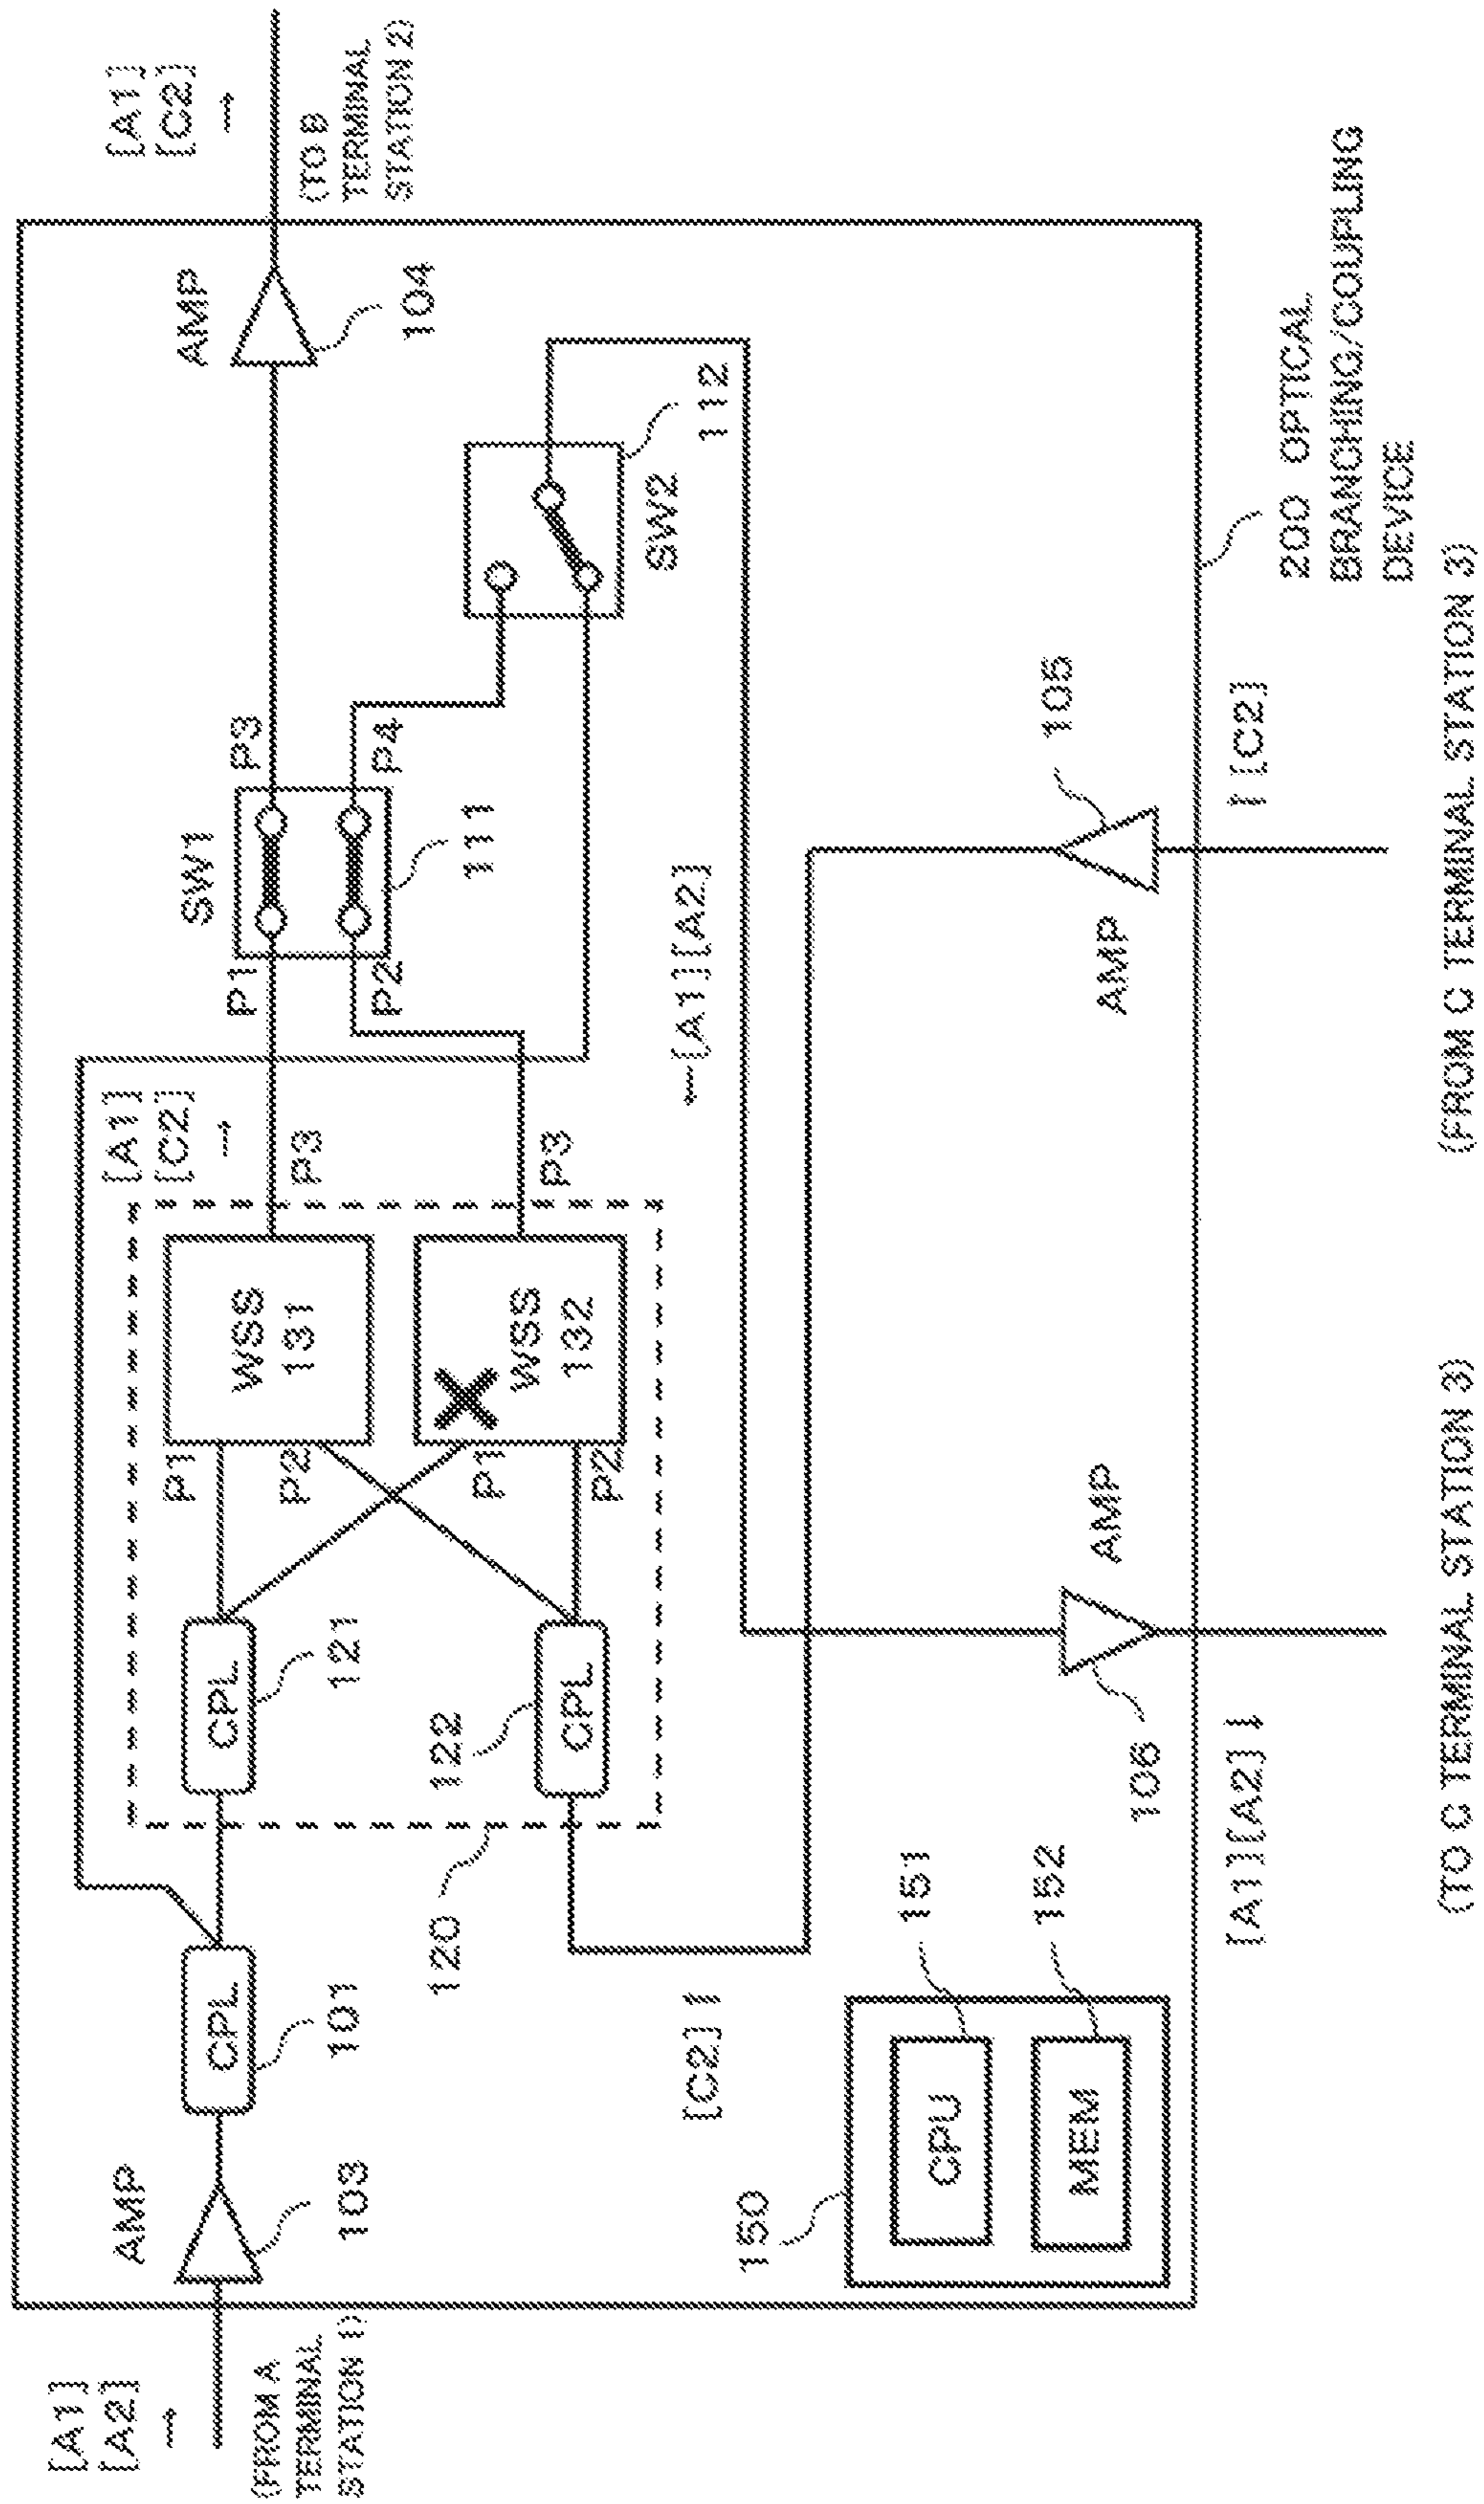 [A1]
[A2]
→
(FROM A
TERMINAL
STATION 1)
AMP
103
CPL
101
120
CPL
121
122
CPL
P1
P2
P1
P2
WSS
131
WSS
132
P3
P3
[A1]
[C2]
→
P1
P2
SW1
111
P3
P4
SW2
112
AMP
104
[A1]
[C2]
→
(TO B
TERMINAL
STATION 2)
←[A1][A2]
[C2]↑
150
CPU
151
MEM
152
AMP
106
[A1][A2]↓
(TO C TERMINAL STATION 3)
AMP
105
↑[C2]
(FROM C TERMINAL STATION 3)
200 OPTICAL
BRANCHING/COUPLING
DEVICE